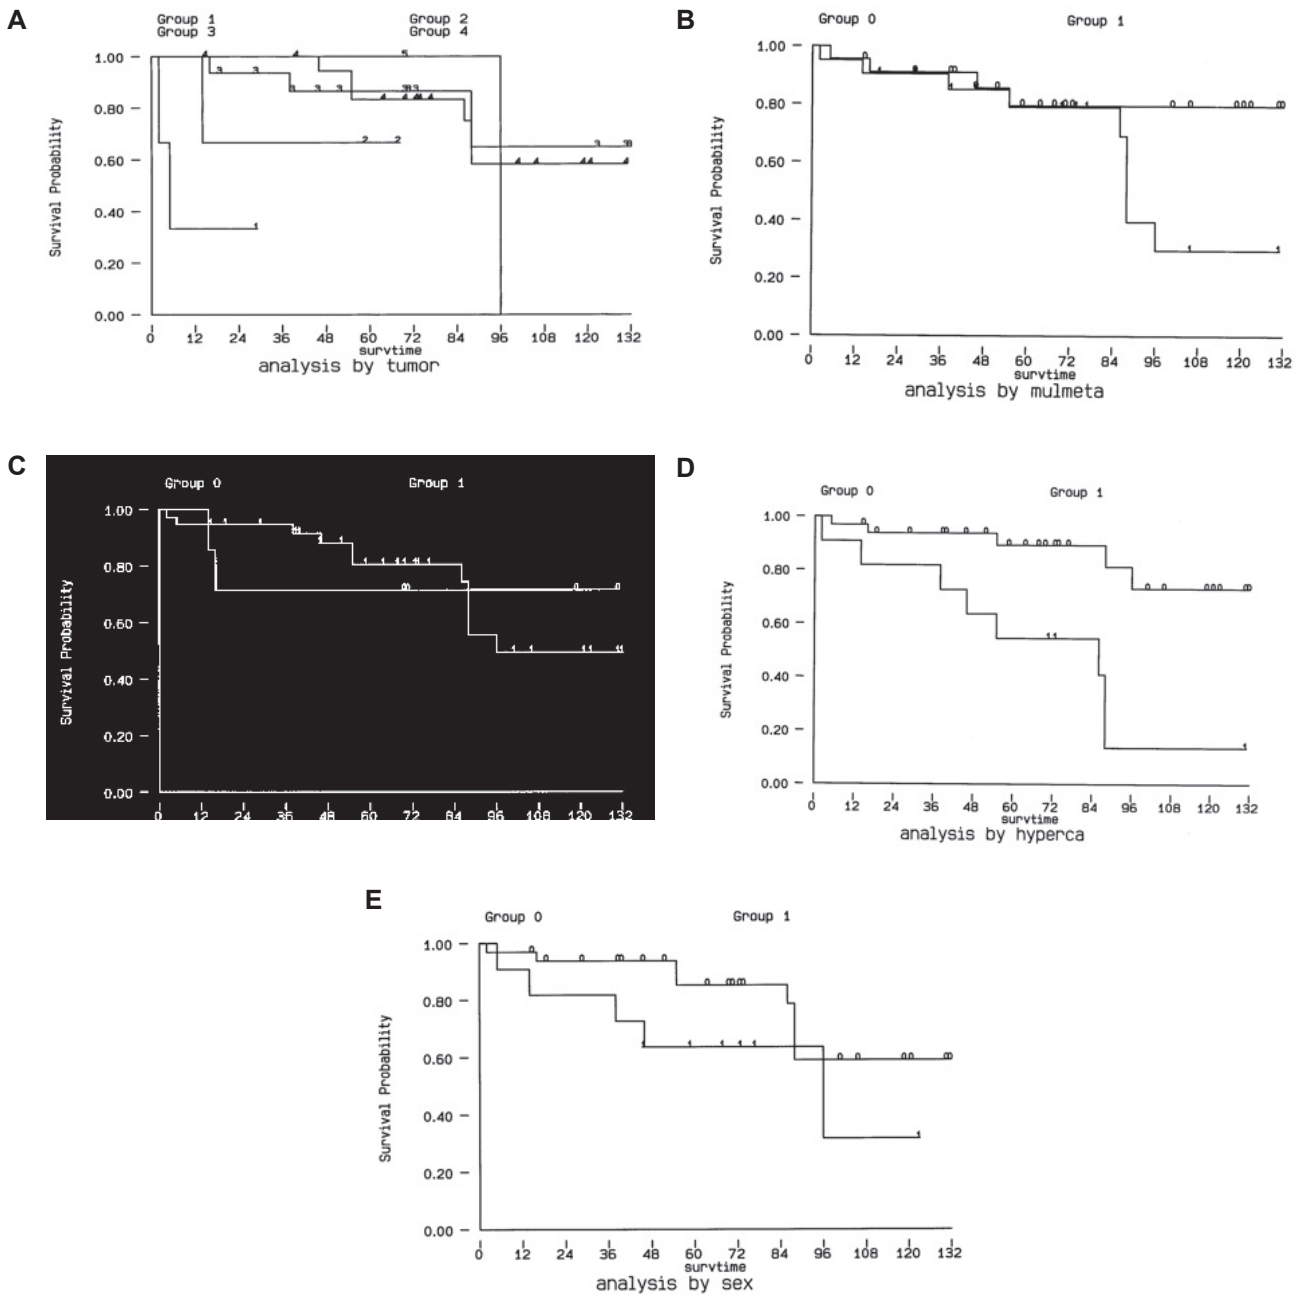 A
Group 1 Group 2
Group 3 Group 4
1.00
0.80
0.60
0.40
0.20
0.00
Survival Probability
0 12 24 36 48 60 72 84 96 108 120 132
survtime
analysis by tumor
B
Group 0 Group 1
1.00
0.80
0.60
0.40
0.20
0.00
Survival Probability
0 12 24 36 48 60 72 84 96 108 120 132
survtime
analysis by mulmeta
C
Group 0 Group 1
1.00
0.80
0.60
0.40
0.20
0.00
Survival Probability
0 12 24 36 48 60 72 84 96 108 120 132
D
Group 0 Group 1
1.00
0.80
0.60
0.40
0.20
0.00
Survival Probability
0 12 24 36 48 60 72 84 96 108 120 132
survtime
analysis by hyperca
E
Group 0 Group 1
1.00
0.80
0.60
0.40
0.20
0.00
Survival Probability
0 12 24 36 48 60 72 84 96 108 120 132
survtime
analysis by sex